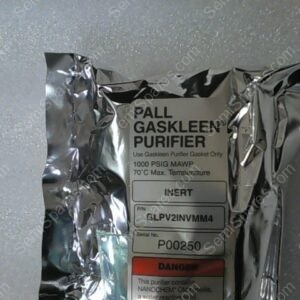 PALL
GASKLEEN
PURIFIER
Use Gaskleen Purifier Gasket Only
1000 PSIG MAWP
70°C Max. Temperature
INERT
P/N
GLPV2INVMM4
Serial No.
P00250
DANGER
This purifier contains